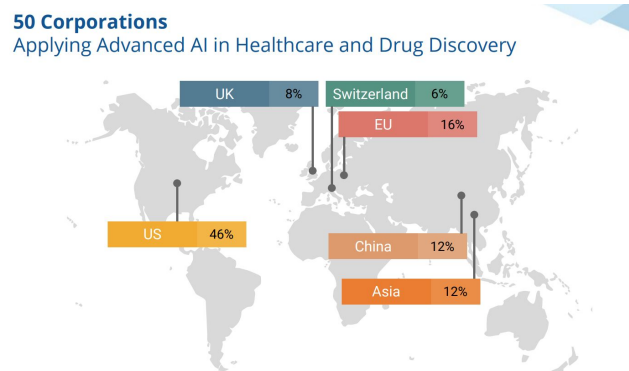 50 Corporations
Applying Advanced AI in Healthcare and Drug Discovery
UK 8%
Switzerland 6%
EU 16%
US 46%
China 12%
Asia 12%